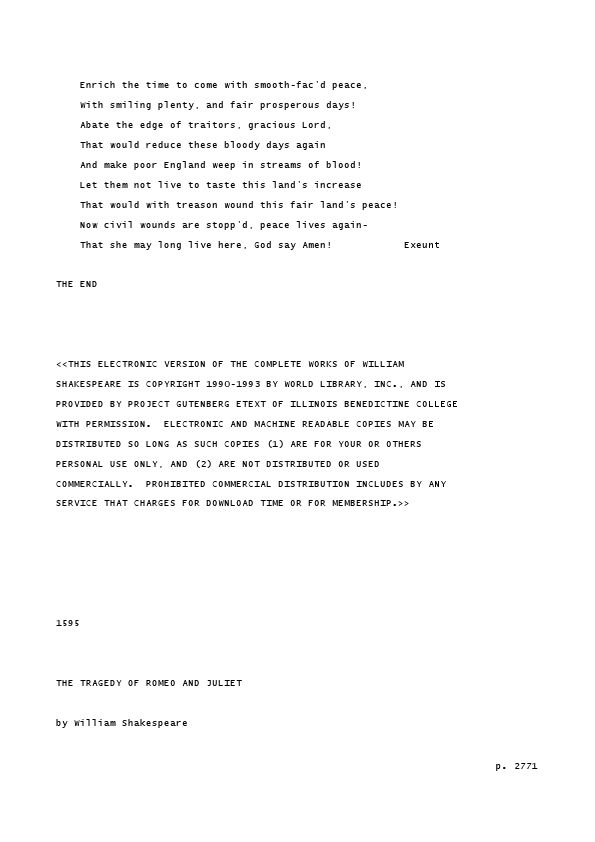 Enrich the time to come with smooth-fac'd peace,
With smiling plenty, and fair prosperous days!
Abate the edge of traitors, gracious Lord,
That would reduce these bloody days again
And make poor England weep in streams of blood!
Let them not live to taste this land's increase
That would with treason wound this fair land's peace!
Now civil wounds are stopp'd, peace lives again-
That she may long live here, God say Amen!            Exeunt
THE END
<<THIS ELECTRONIC VERSION OF THE COMPLETE WORKS OF WILLIAM
SHAKESPEARE IS COPYRIGHT 1990-1993 BY WORLD LIBRARY, INC., AND IS
PROVIDED BY PROJECT GUTENBERG ETEXT OF ILLINOIS BENEDICTINE COLLEGE
WITH PERMISSION.  ELECTRONIC AND MACHINE READABLE COPIES MAY BE
DISTRIBUTED SO LONG AS SUCH COPIES (1) ARE FOR YOUR OR OTHERS
PERSONAL USE ONLY, AND (2) ARE NOT DISTRIBUTED OR USED
COMMERCIALLY.  PROHIBITED COMMERCIAL DISTRIBUTION INCLUDES BY ANY
SERVICE THAT CHARGES FOR DOWNLOAD TIME OR FOR MEMBERSHIP.>>
1595
THE TRAGEDY OF ROMEO AND JULIET
by William Shakespeare
p. 2771